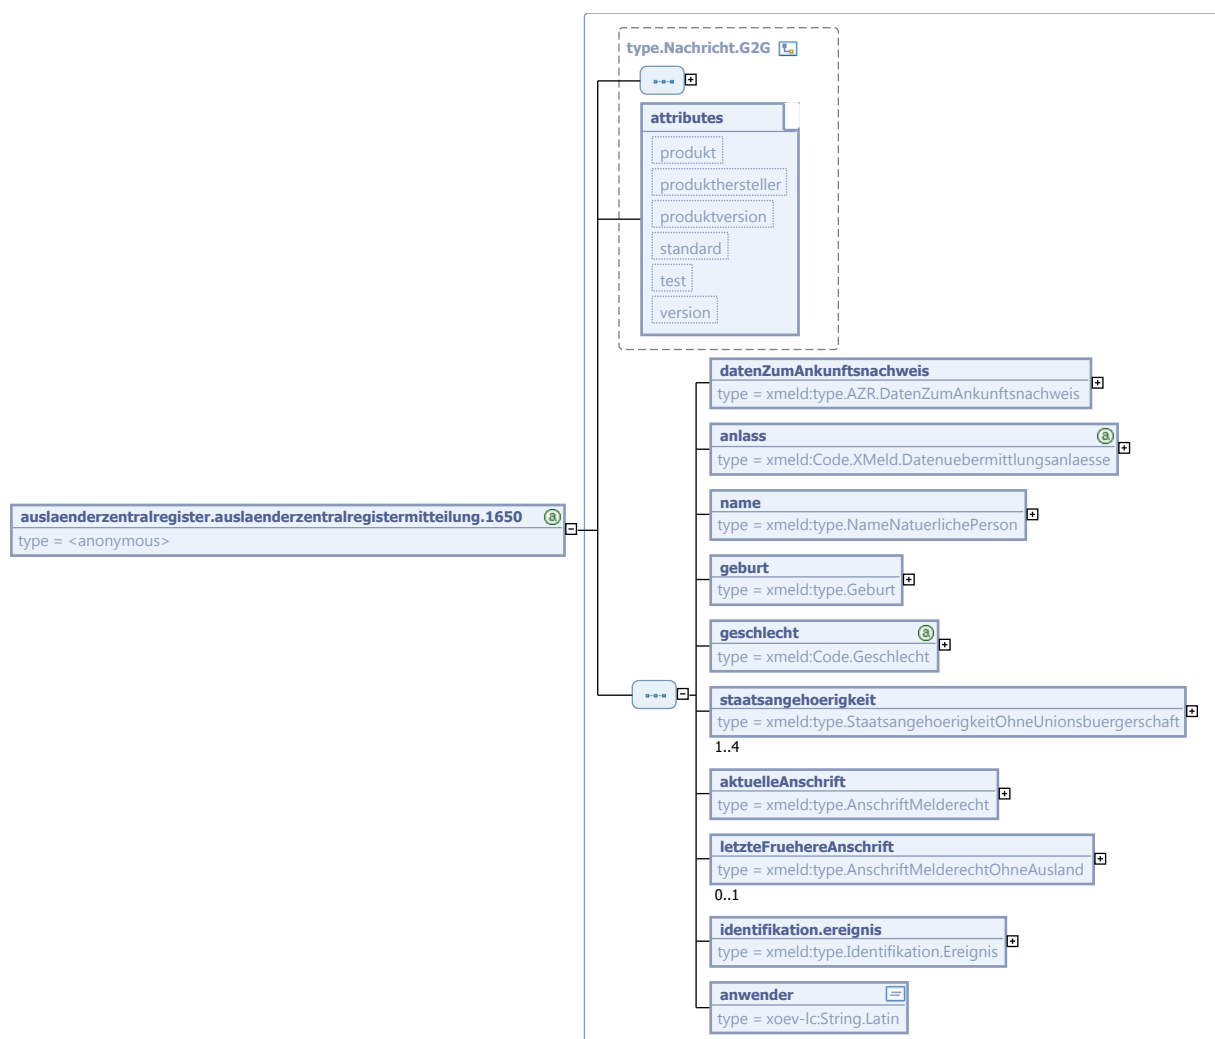 type.Nachricht.G2G
attributes
produkt
produkthersteller
produktversion
standard
test
version
auslaenderzentralregister.auslaenderzentralregistermitteilung.1650
type = <anonymous>
datenZumAnkunftsnachweis
type = xmeld:type.AZR.DatenZumAnkunftsnachweis
anlass
type = xmeld:Code.XMeld.Datenuebermittlungsanlaesse
name
type = xmeld:type.NameNatuerlichePerson
geburt
type = xmeld:type.Geburt
geschlecht
type = xmeld:Code.Geschlecht
staatsangehoerigkeit
type = xmeld:type.StaatsangehoerigkeitOhneUnionsbuergerschaft
1..4
aktuelleAnschrift
type = xmeld:type.AnschriftMelderecht
letzteFruehereAnschrift
type = xmeld:type.AnschriftMelderechtOhneAusland
0..1
identifikation.ereignis
type = xmeld:type.Identifikation.Ereignis
anwender
type = xoev-lc:String.Latin